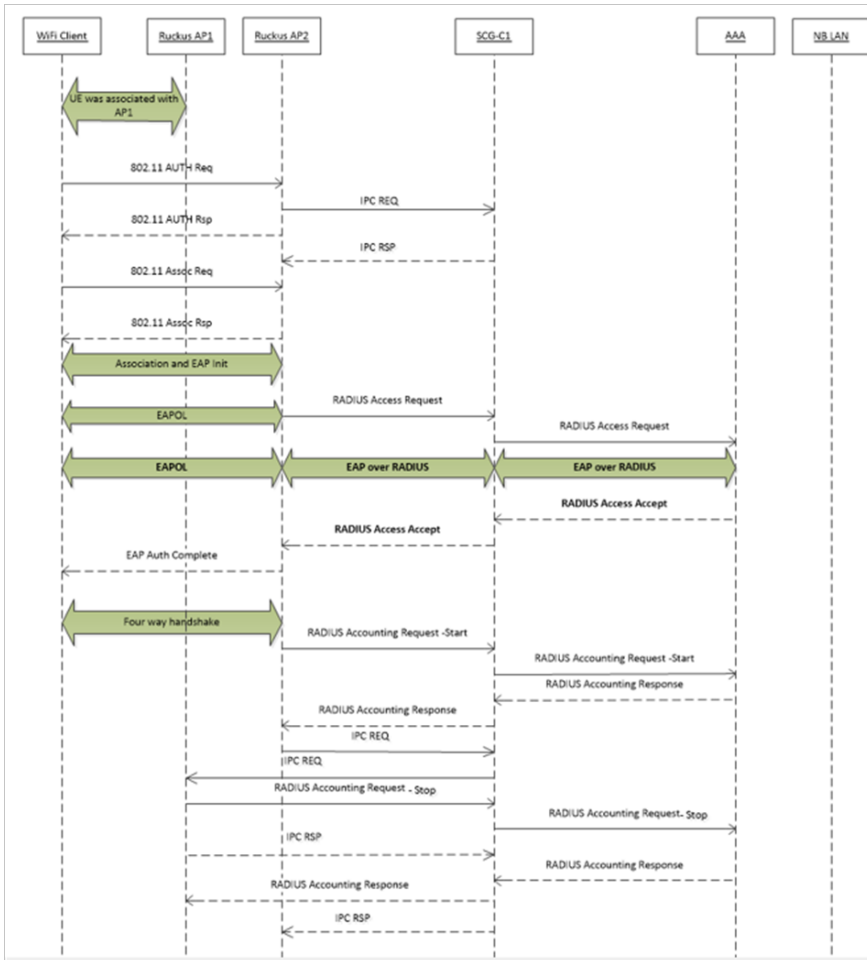 WiFi Client
Ruckus AP1
Ruckus AP2
SCG-C1
AAA
NB LAN
UE was associated with
AP1
802.11 AUTH Req
IPC REQ
802.11 AUTH Rsp
IPC RSP
802.11 Assoc Req
802.11 Assoc Rsp
Association and EAP Init
RADIUS Access Request
EAPOL
RADIUS Access Request
EAPOL
EAP over RADIUS
EAP over RADIUS
RADIUS Access Accept
RADIUS Access Accept
EAP Auth Complete
Four way handshake
RADIUS Accounting Request -Start
RADIUS Accounting Request -Start
RADIUS Accounting Response
RADIUS Accounting Response
IPC REQ
IPC REQ
RADIUS Accounting Request - Stop
RADIUS Accounting Request- Stop
IPC RSP
RADIUS Accounting Response
RADIUS Accounting Response
IPC RSP